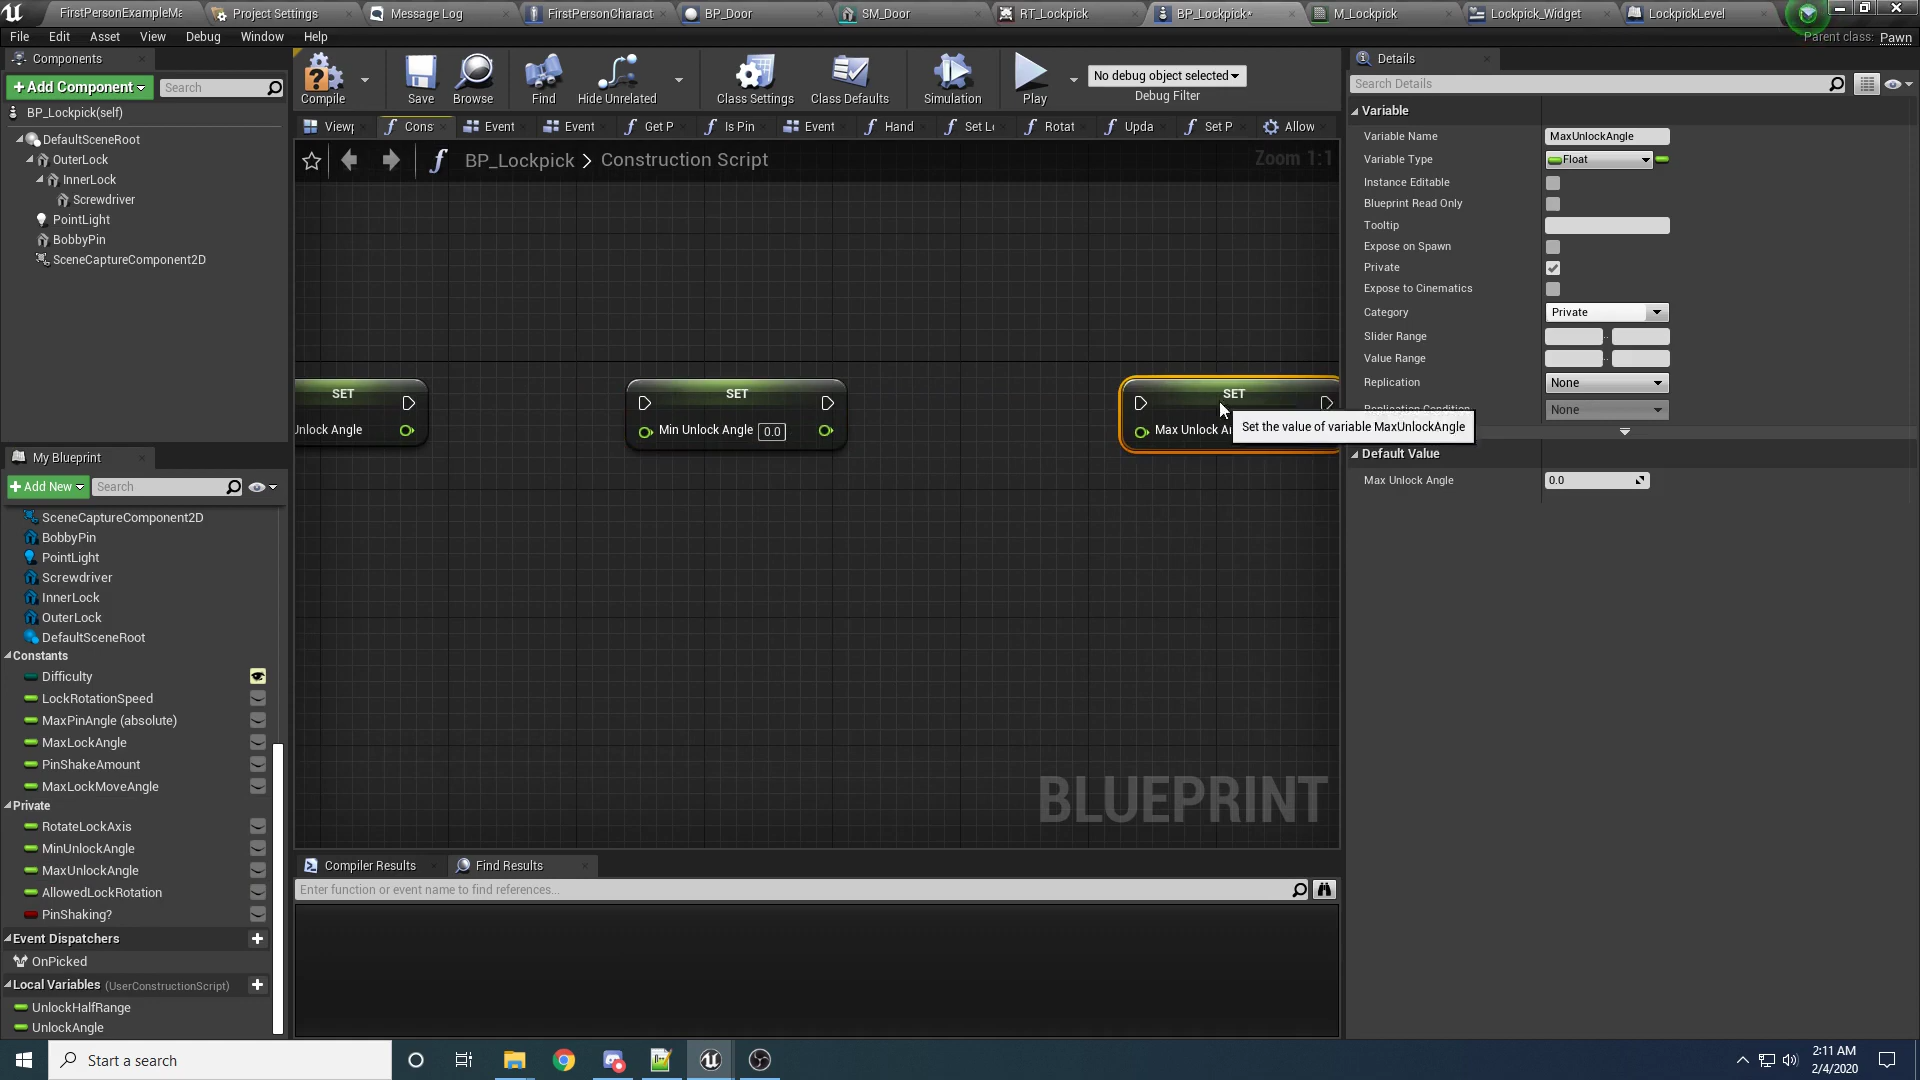 FirstPersonExampleMa
Project Settings
Message Log
FirstPersonCharact
BP_Door
SM_Door
RT_Lockpick
BP_Lockpick*
M_Lockpick
Lockpick_Widget
LockpickLevel
File Edit Asset View Debug Window Help
Parent class: Pawn
Components
+Add Component
Search
BP_Lockpick(self)
DefaultSceneRoot
OuterLock
InnerLock
Screwdriver
PointLight
BobbyPin
SceneCaptureComponent2D
My Blueprint
+Add New
Search
SceneCaptureComponent2D
BobbyPin
PointLight
Screwdriver
InnerLock
OuterLock
DefaultSceneRoot
Constants
Difficulty
LockRotationSpeed
MaxPinAngle (absolute)
MaxLockAngle
PinShakeAmount
MaxLockMoveAngle
Private
RotateLockAxis
MinUnlockAngle
MaxUnlockAngle
AllowedLockRotation
PinShaking?
Event Dispatchers
OnPicked
Local Variables (UserConstructionScript)
UnlockHalfRange
UnlockAngle
Compile Save Browse Find Hide Unrelated Class Settings Class Defaults Simulation Play
No debug object selected
Debug Filter
Viewp Cons Event Event Get P Is Pin Event Hand Set L Rotat Upda Set P Allow
BP_Lockpick > Construction Script
Zoom 1:1
SET
Unlock Angle
SET
Min Unlock Angle 0.0
SET
Max Unlock A
Set the value of variable MaxUnlockAngle
BLUEPRINT
Compiler Results
Find Results
Enter function or event name to find references...
Details
Search Details
Variable
Variable Name MaxUnlockAngle
Variable Type Float
Instance Editable
Blueprint Read Only
Tooltip
Expose on Spawn
Private
Expose to Cinematics
Category Private
Slider Range
Value Range
Replication None
Replication Condition None
Default Value
Max Unlock Angle 0.0
Start a search
2:11 AM
2/4/2020